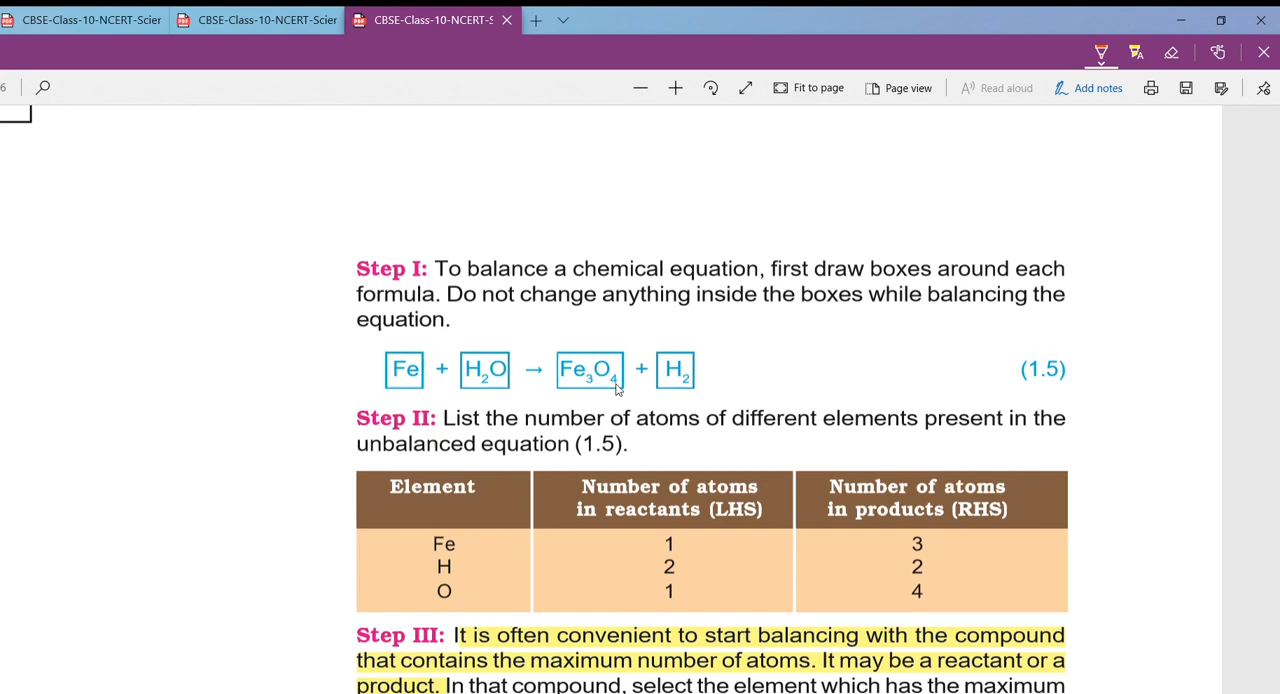 CBSE-Class-10-NCERT-Scier CBSE-Class-10-NCERT-Scier CBSE-Class-10-NCERT-S
6 Fit to page Page view Read aloud Add notes
Step I: To balance a chemical equation, first draw boxes around each
formula. Do not change anything inside the boxes while balancing the
equation.
Fe + H₂O → Fe₃O₄ + H₂ (1.5)
Step II: List the number of atoms of different elements present in the
unbalanced equation (1.5).
Element Number of atoms in reactants (LHS) Number of atoms in products (RHS)
Fe 1 3
H 2 2
O 1 4
Step III: It is often convenient to start balancing with the compound
that contains the maximum number of atoms. It may be a reactant or a
product. In that compound, select the element which has the maximum